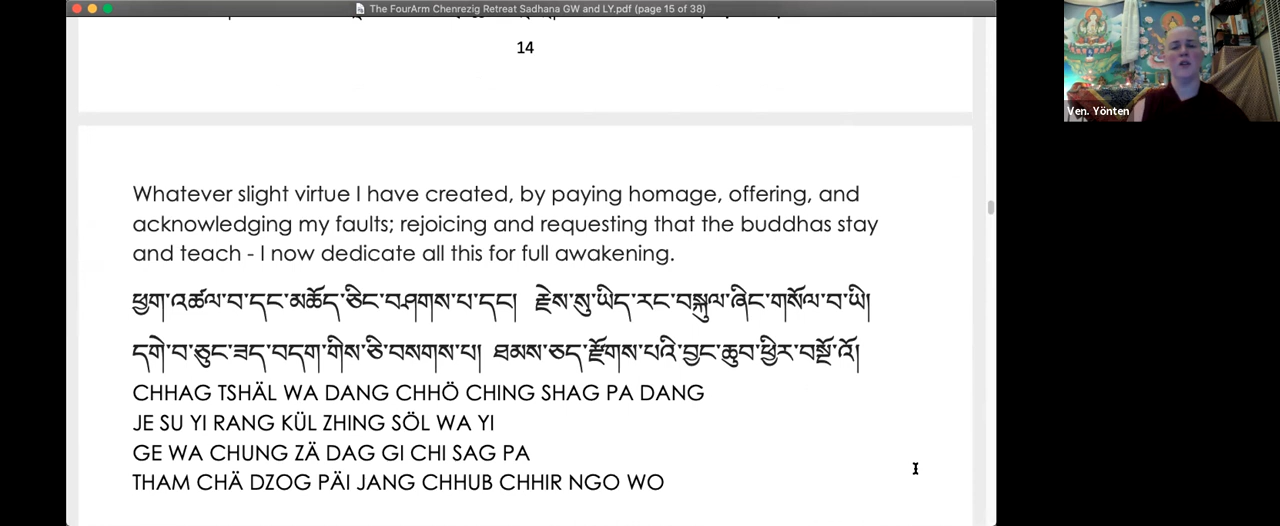 The FourArm Chenrezig Retreat Sadhana GW and LY.pdf (page 15 of 38)
Ven. Yönten
14
Whatever slight virtue I have created, by paying homage, offering, and
acknowledging my faults; rejoicing and requesting that the buddhas stay
and teach - I now dedicate all this for full awakening.
ཕྱག་འཚལ་བ་དང་མཆོད་ཅིང་བཤགས་པ་དང། རྗེས་སུ་ཡིད་རང་བསྐུལ་ཞིང་གསོལ་བ་ཡི།
དགེ་བ་ཅུང་ཟད་བདག་གིས་ཅི་བསགས་པ། ཐམས་ཅད་རྫོགས་པའི་བྱང་ཆུབ་ཕྱིར་བསྔོ་འོ།
CHHAG TSHÄL WA DANG CHHÖ CHING SHAG PA DANG
JE SU YI RANG KÜL ZHING SÖL WA YI
GE WA CHUNG ZÄ DAG GI CHI SAG PA
THAM CHÄ DZOG PÄI JANG CHHUB CHHIR NGO WO